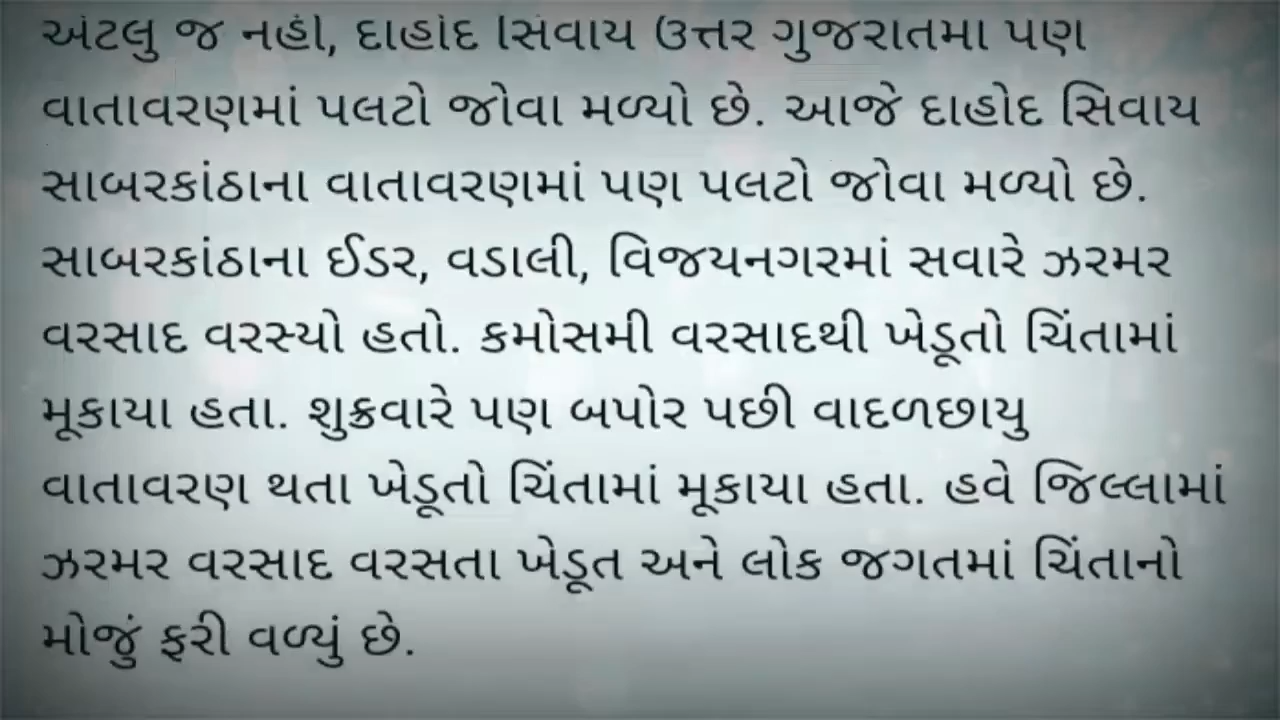 એટલુ જ નહી, દાહોદ સિવાય ઉત્તર ગુજરાતમા પણ
વાતાવરણમાં પલટો જોવા મળ્યો છે. આજે દાહોદ સિવાય
સાબરકાંઠાના વાતાવરણમાં પણ પલટો જોવા મળ્યો છે.
સાબરકાંઠાના ઈડર, વડાલી, વિજયનગરમાં સવારે ઝરમર
વરસાદ વરસ્યો હતો. કમોસમી વરસાદથી ખેડૂતો ચિંતામાં
મૂકાયા હતા. શુક્રવારે પણ બપોર પછી વાદળછાયુ
વાતાવરણ થતા ખેડૂતો ચિંતામાં મૂકાયા હતા. હવે જિલ્લામાં
ઝરમર વરસાદ વરસતા ખેડૂત અને લોક જગતમાં ચિંતાનો
મોજું ફરી વળ્યું છે.